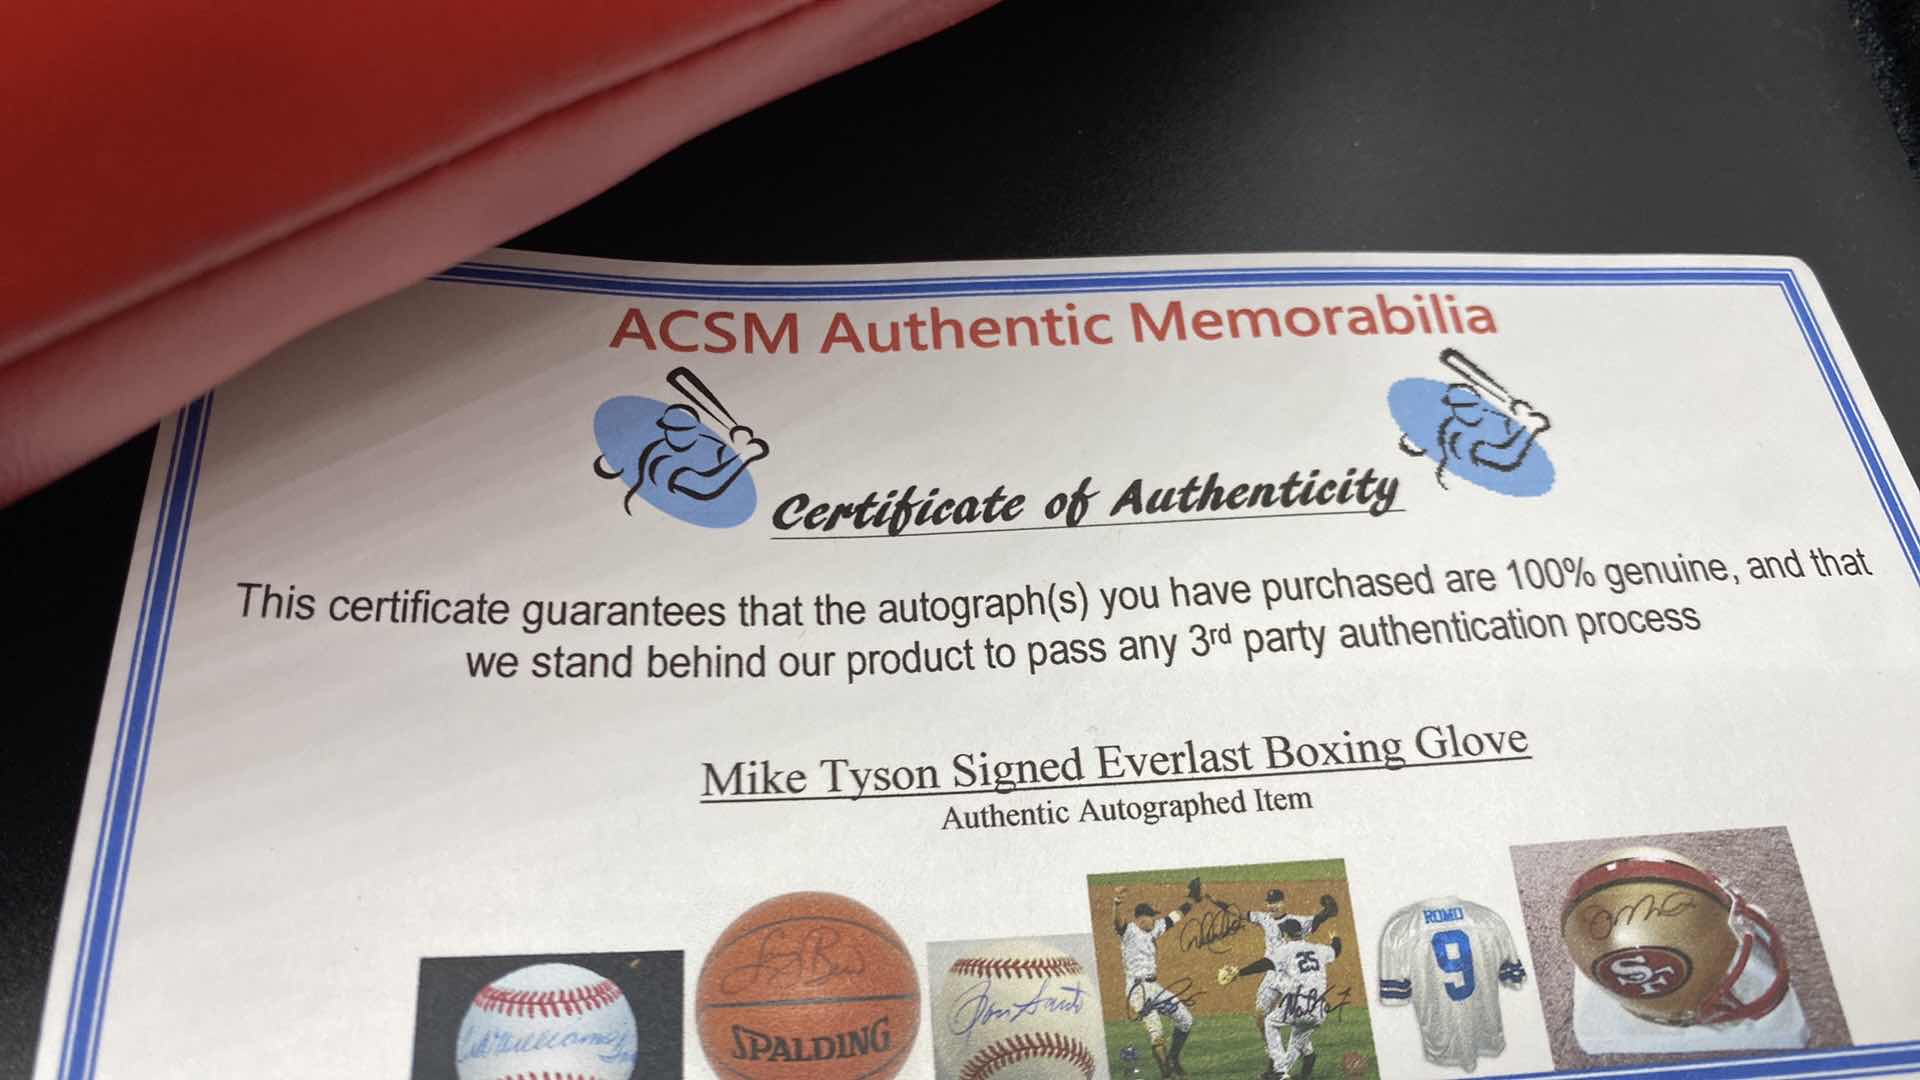 ACSM Authentic Memorabilia
Certificate of Authenticity
This certificate guarantees that the autograph(s) you have purchased are 100% genuine, and that
we stand behind our product to pass any 3rd party authentication process
Mike Tyson Signed Everlast Boxing Glove
Authentic Autographed Item
SPALDING
Ron Santo
25
ROMO
9
SF